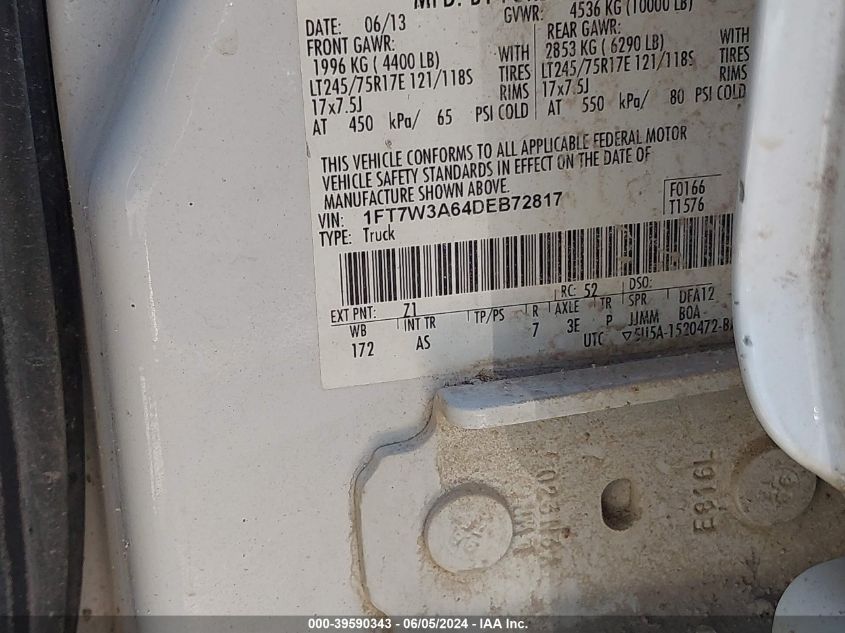 MFD. BY
GVWR: 4536 KG (10000 LB)
DATE: 06/13
FRONT GAWR:
1996 KG ( 4400 LB) WITH
LT245/75R17E 121/118S TIRES
17x7.5J RIMS
AT 450 kPa/ 65 PSI COLD
REAR GAWR:
2853 KG ( 6290 LB) WITH
LT245/75R17E 121/118S TIRES
17x7.5J RIMS
AT 550 kPa/ 80 PSI COLD
THIS VEHICLE CONFORMS TO ALL APPLICABLE FEDERAL MOTOR
VEHICLE SAFETY STANDARDS IN EFFECT ON THE DATE OF
MANUFACTURE SHOWN ABOVE.
VIN: 1FT7W3A64DEB72817
TYPE: Truck
F0166
T1576
EXT PNT: Z1 RC: 52 DSO:
WB INT TR TP/PS R AXLE TR SPR DFA12
172 AS 7 3E P JJMM BOA
UTC ▽5U5A-1520472-B
E816L
000-39590343 - 06/05/2024 - IAA Inc.